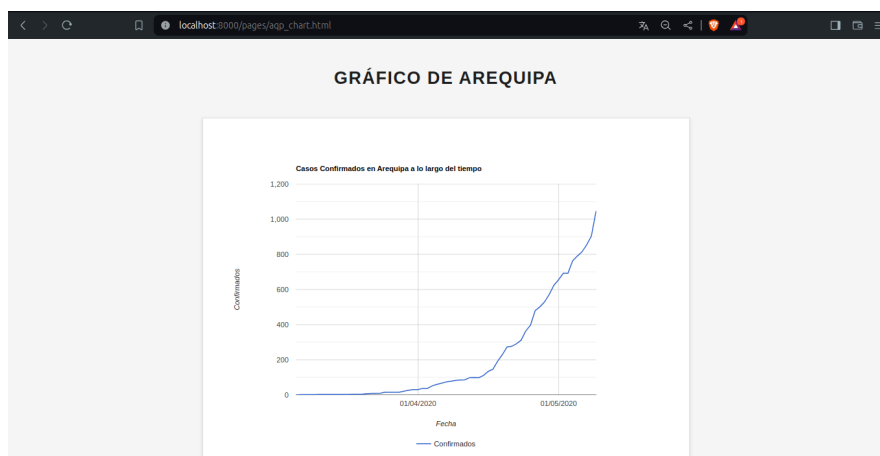 localhost:8000/pages/aqp_chart.html
GRÁFICO DE AREQUIPA
Casos Confirmados en Arequipa a lo largo del tiempo
1,200
1,000
800
600
400
200
0
Confirmados
01/04/2020
01/05/2020
Fecha
Confirmados